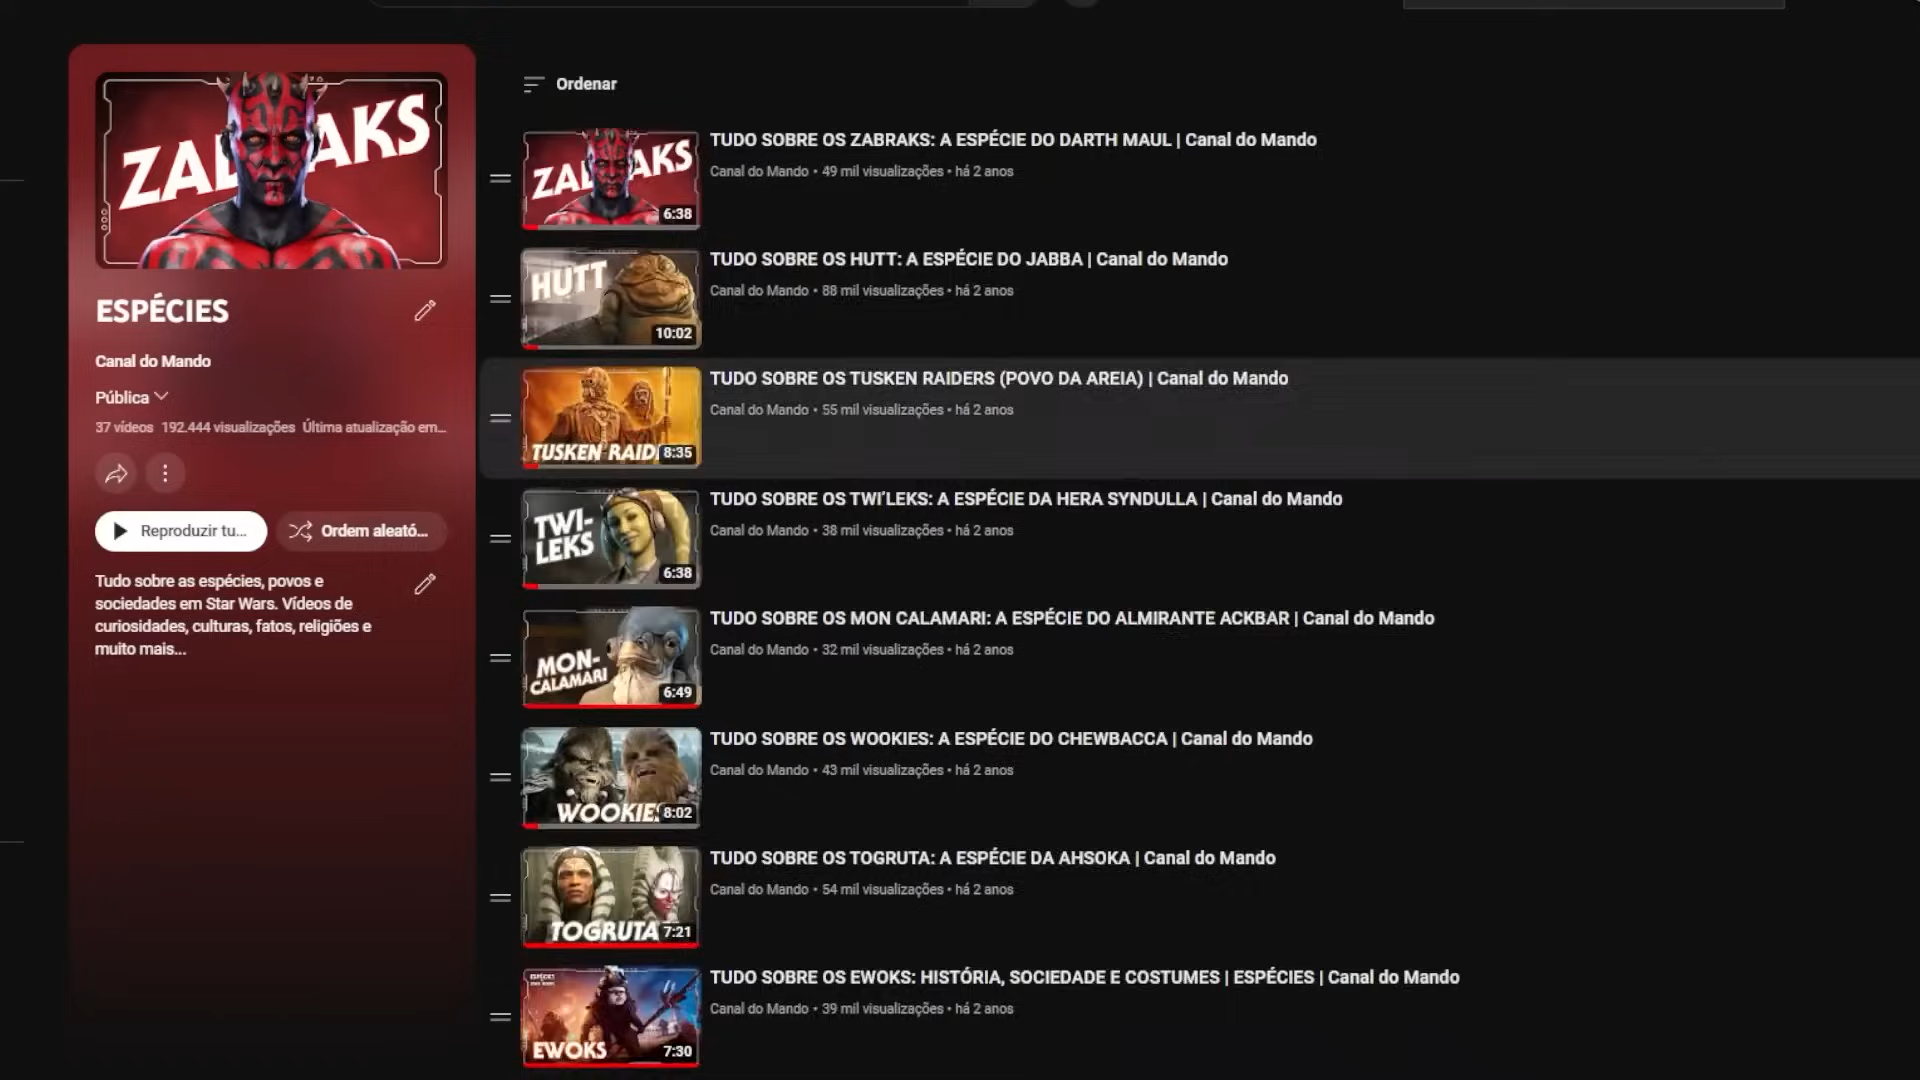 ZABRAKS
ESPÉCIES
Canal do Mando
Pública
37 vídeos 192.444 visualizações Última atualização em...
Reproduzir tu...
Ordem aleató...
Tudo sobre as espécies, povos e
sociedades em Star Wars. Vídeos de
curiosidades, culturas, fatos, religiões e
muito mais...
Ordenar
ZABRAKS
6:38
TUDO SOBRE OS ZABRAKS: A ESPÉCIE DO DARTH MAUL | Canal do Mando
Canal do Mando • 49 mil visualizações • há 2 anos
HUTT
10:02
TUDO SOBRE OS HUTT: A ESPÉCIE DO JABBA | Canal do Mando
Canal do Mando • 88 mil visualizações • há 2 anos
TUSKEN RAID
8:35
TUDO SOBRE OS TUSKEN RAIDERS (POVO DA AREIA) | Canal do Mando
Canal do Mando • 55 mil visualizações • há 2 anos
TWI-
LEKS
6:38
TUDO SOBRE OS TWI'LEKS: A ESPÉCIE DA HERA SYNDULLA | Canal do Mando
Canal do Mando • 38 mil visualizações • há 2 anos
MON-
CALAMARI
6:49
TUDO SOBRE OS MON CALAMARI: A ESPÉCIE DO ALMIRANTE ACKBAR | Canal do Mando
Canal do Mando • 32 mil visualizações • há 2 anos
WOOKIES
8:02
TUDO SOBRE OS WOOKIES: A ESPÉCIE DO CHEWBACCA | Canal do Mando
Canal do Mando • 43 mil visualizações • há 2 anos
TOGRUTA
7:21
TUDO SOBRE OS TOGRUTA: A ESPÉCIE DA AHSOKA | Canal do Mando
Canal do Mando • 54 mil visualizações • há 2 anos
EWOKS
7:30
TUDO SOBRE OS EWOKS: HISTÓRIA, SOCIEDADE E COSTUMES | ESPÉCIES | Canal do Mando
Canal do Mando • 39 mil visualizações • há 2 anos